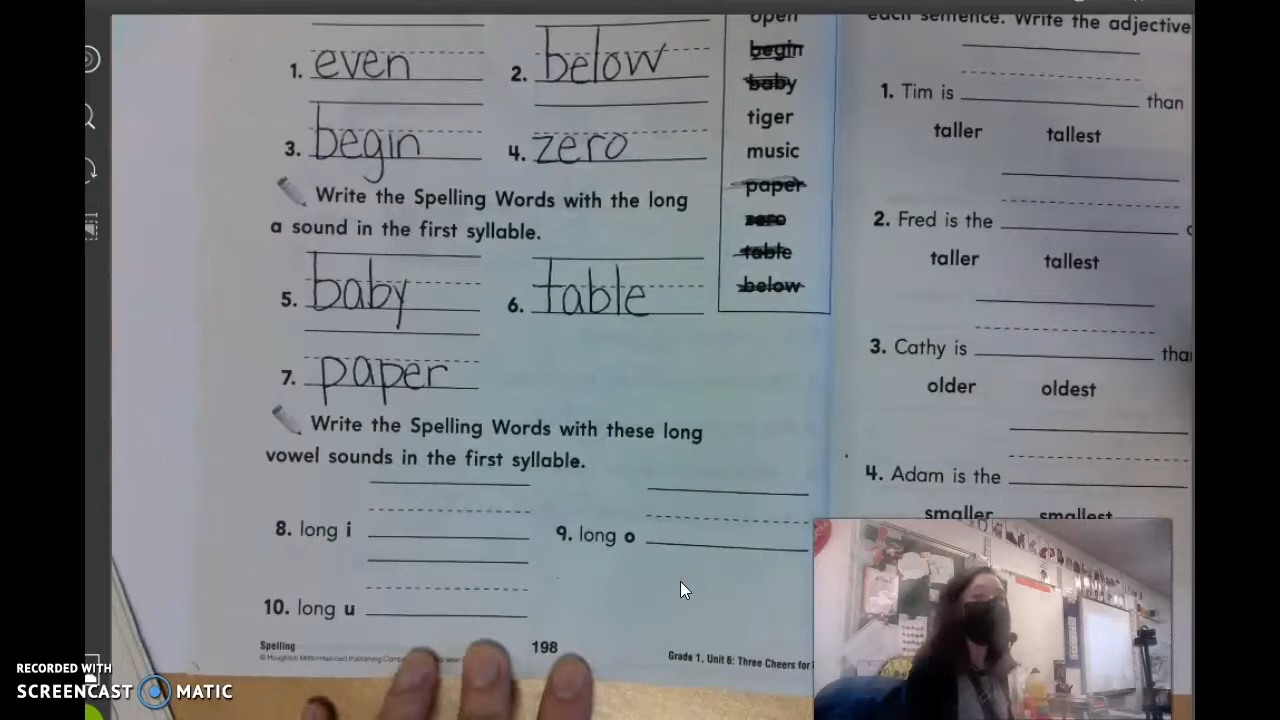 1. even 2. below
3. begin 4. zero
Write the Spelling Words with the long
a sound in the first syllable.
5. baby 6. table
7. paper
Write the Spelling Words with these long
vowel sounds in the first syllable.
8. long i 9. long o
10. long u
Spelling
198
Grade 1, Unit 6: Three Cheers for
open
begin
baby
tiger
music
paper
zero
table
below
each sentence. Write the adjective
1. Tim is than
taller tallest
2. Fred is the
taller tallest
3. Cathy is
older oldest
4. Adam is the
smaller smallest
RECORDED WITH
SCREENCAST MATIC